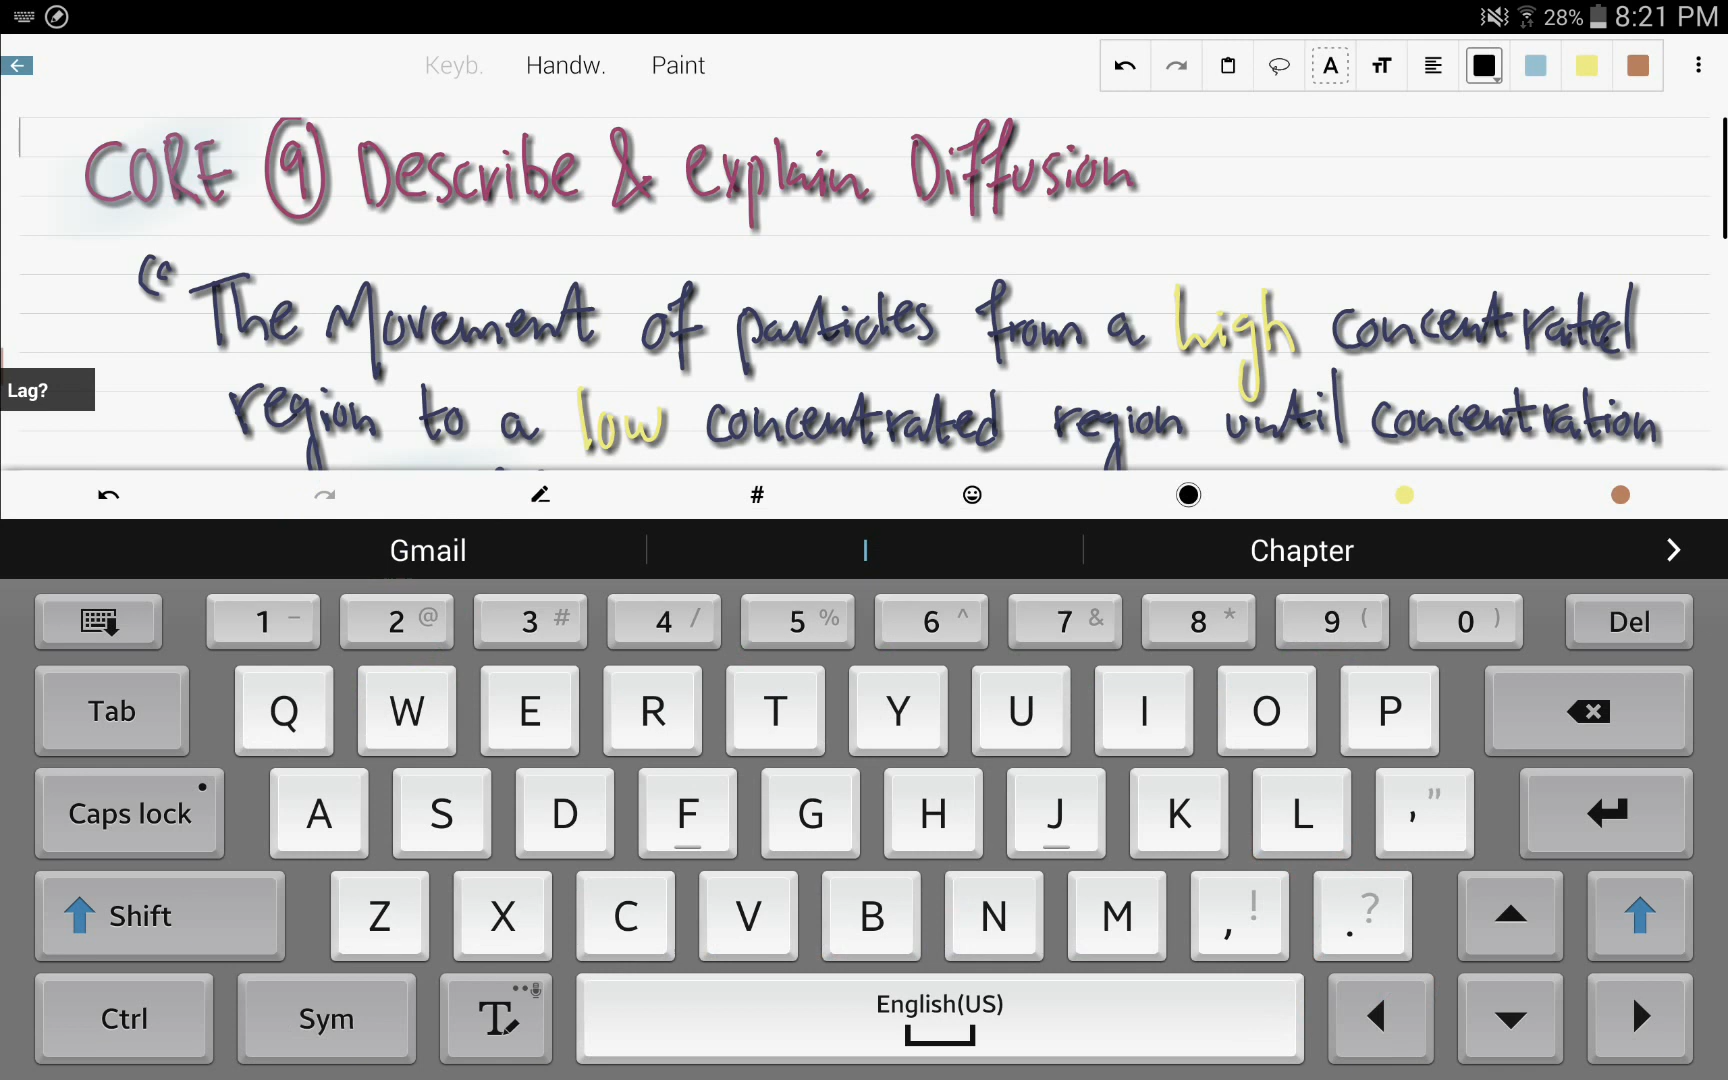 28% 8:21 PM
Keyb. Handw. Paint A TT
CORE 9 Describe & explain Diffusion
“ The Movement of particles from a high concentrated
Lag?
region to a low concentrated region until concentration
#
Gmail I Chapter
1 – 2 @ 3 # 4 / 5 % 6 ^ 7 & 8 * 9 ( 0 ) Del
Tab Q W E R T Y U I O P
Caps lock A S D F G H J K L ' "
Shift Z X C V B N M , ! . ?
Ctrl Sym T English(US)